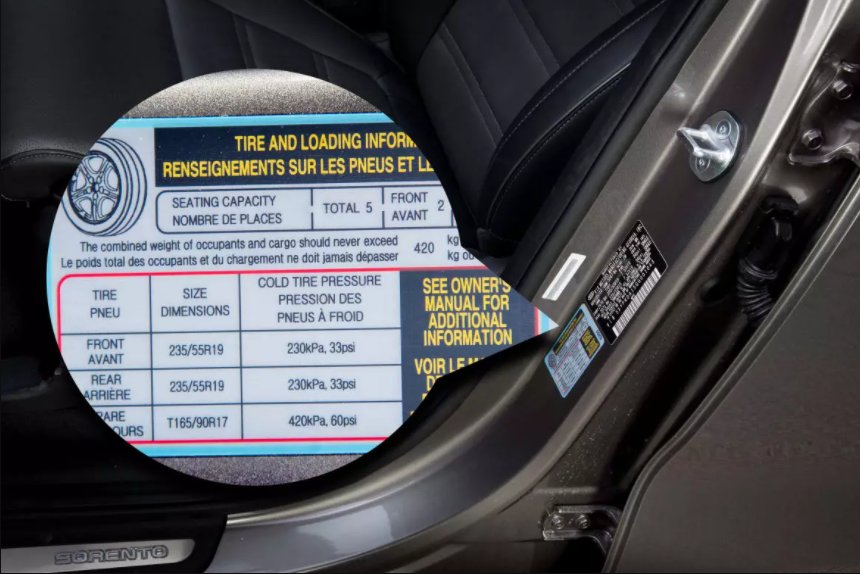 TIRE AND LOADING INFORM
RENSEIGNEMENTS SUR LES PNEUS ET LE
SEATING CAPACITY
NOMBRE DE PLACES
TOTAL 5
FRONT
AVANT
2
The combined weight of occupants and cargo should never exceed
Le poids total des occupants et du chargement ne doit jamais dépasser
420
kg
kg ou
TIRE
PNEU
SIZE
DIMENSIONS
COLD TIRE PRESSURE
PRESSION DES
PNEUS À FROID
SEE OWNER'S
MANUAL FOR
ADDITIONAL
INFORMATION
VOIR LE M
FRONT
AVANT
235/55R19
230kPa, 33psi
REAR
ARRIÈRE
235/55R19
230kPa, 33psi
PARE
OURS
T165/90R17
420kPa, 60psi
SORENTO